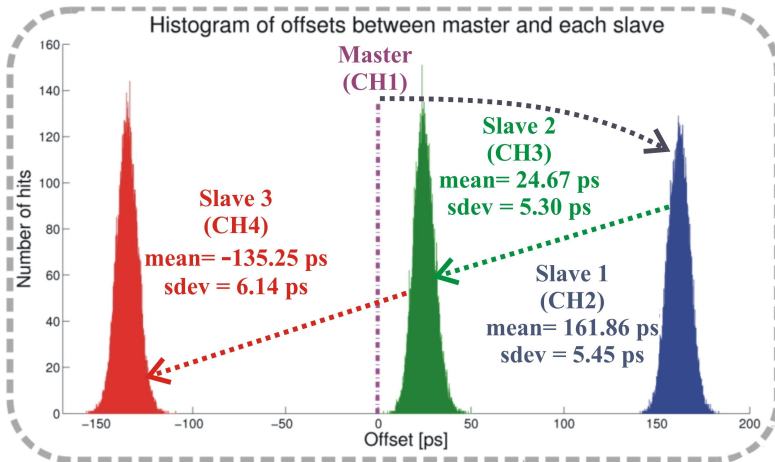 Histogram of offsets between master and each slave
Number of hits
160
140
120
100
80
60
40
20
0
Master
(CH1)
Slave 2
(CH3)
mean= 24.67 ps
sdev = 5.30 ps
Slave 3
(CH4)
mean= -135.25 ps
sdev = 6.14 ps
Slave 1
(CH2)
mean= 161.86 ps
sdev = 5.45 ps
−150
−100
−50
0
50
100
150
200
Offset [ps]